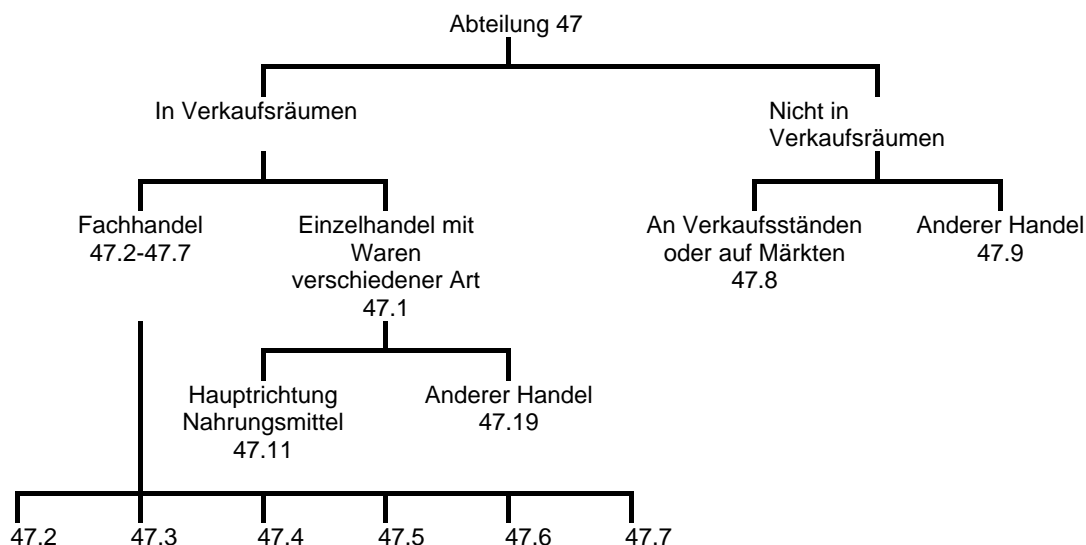 Abteilung 47
In Verkaufsräumen
Nicht in
Verkaufsräumen
Fachhandel
47.2-47.7
Einzelhandel mit
Waren
verschiedener Art
47.1
An Verkaufsständen
oder auf Märkten
47.8
Anderer Handel
47.9
Hauptrichtung
Nahrungsmittel
47.11
Anderer Handel
47.19
47.2
47.3
47.4
47.5
47.6
47.7